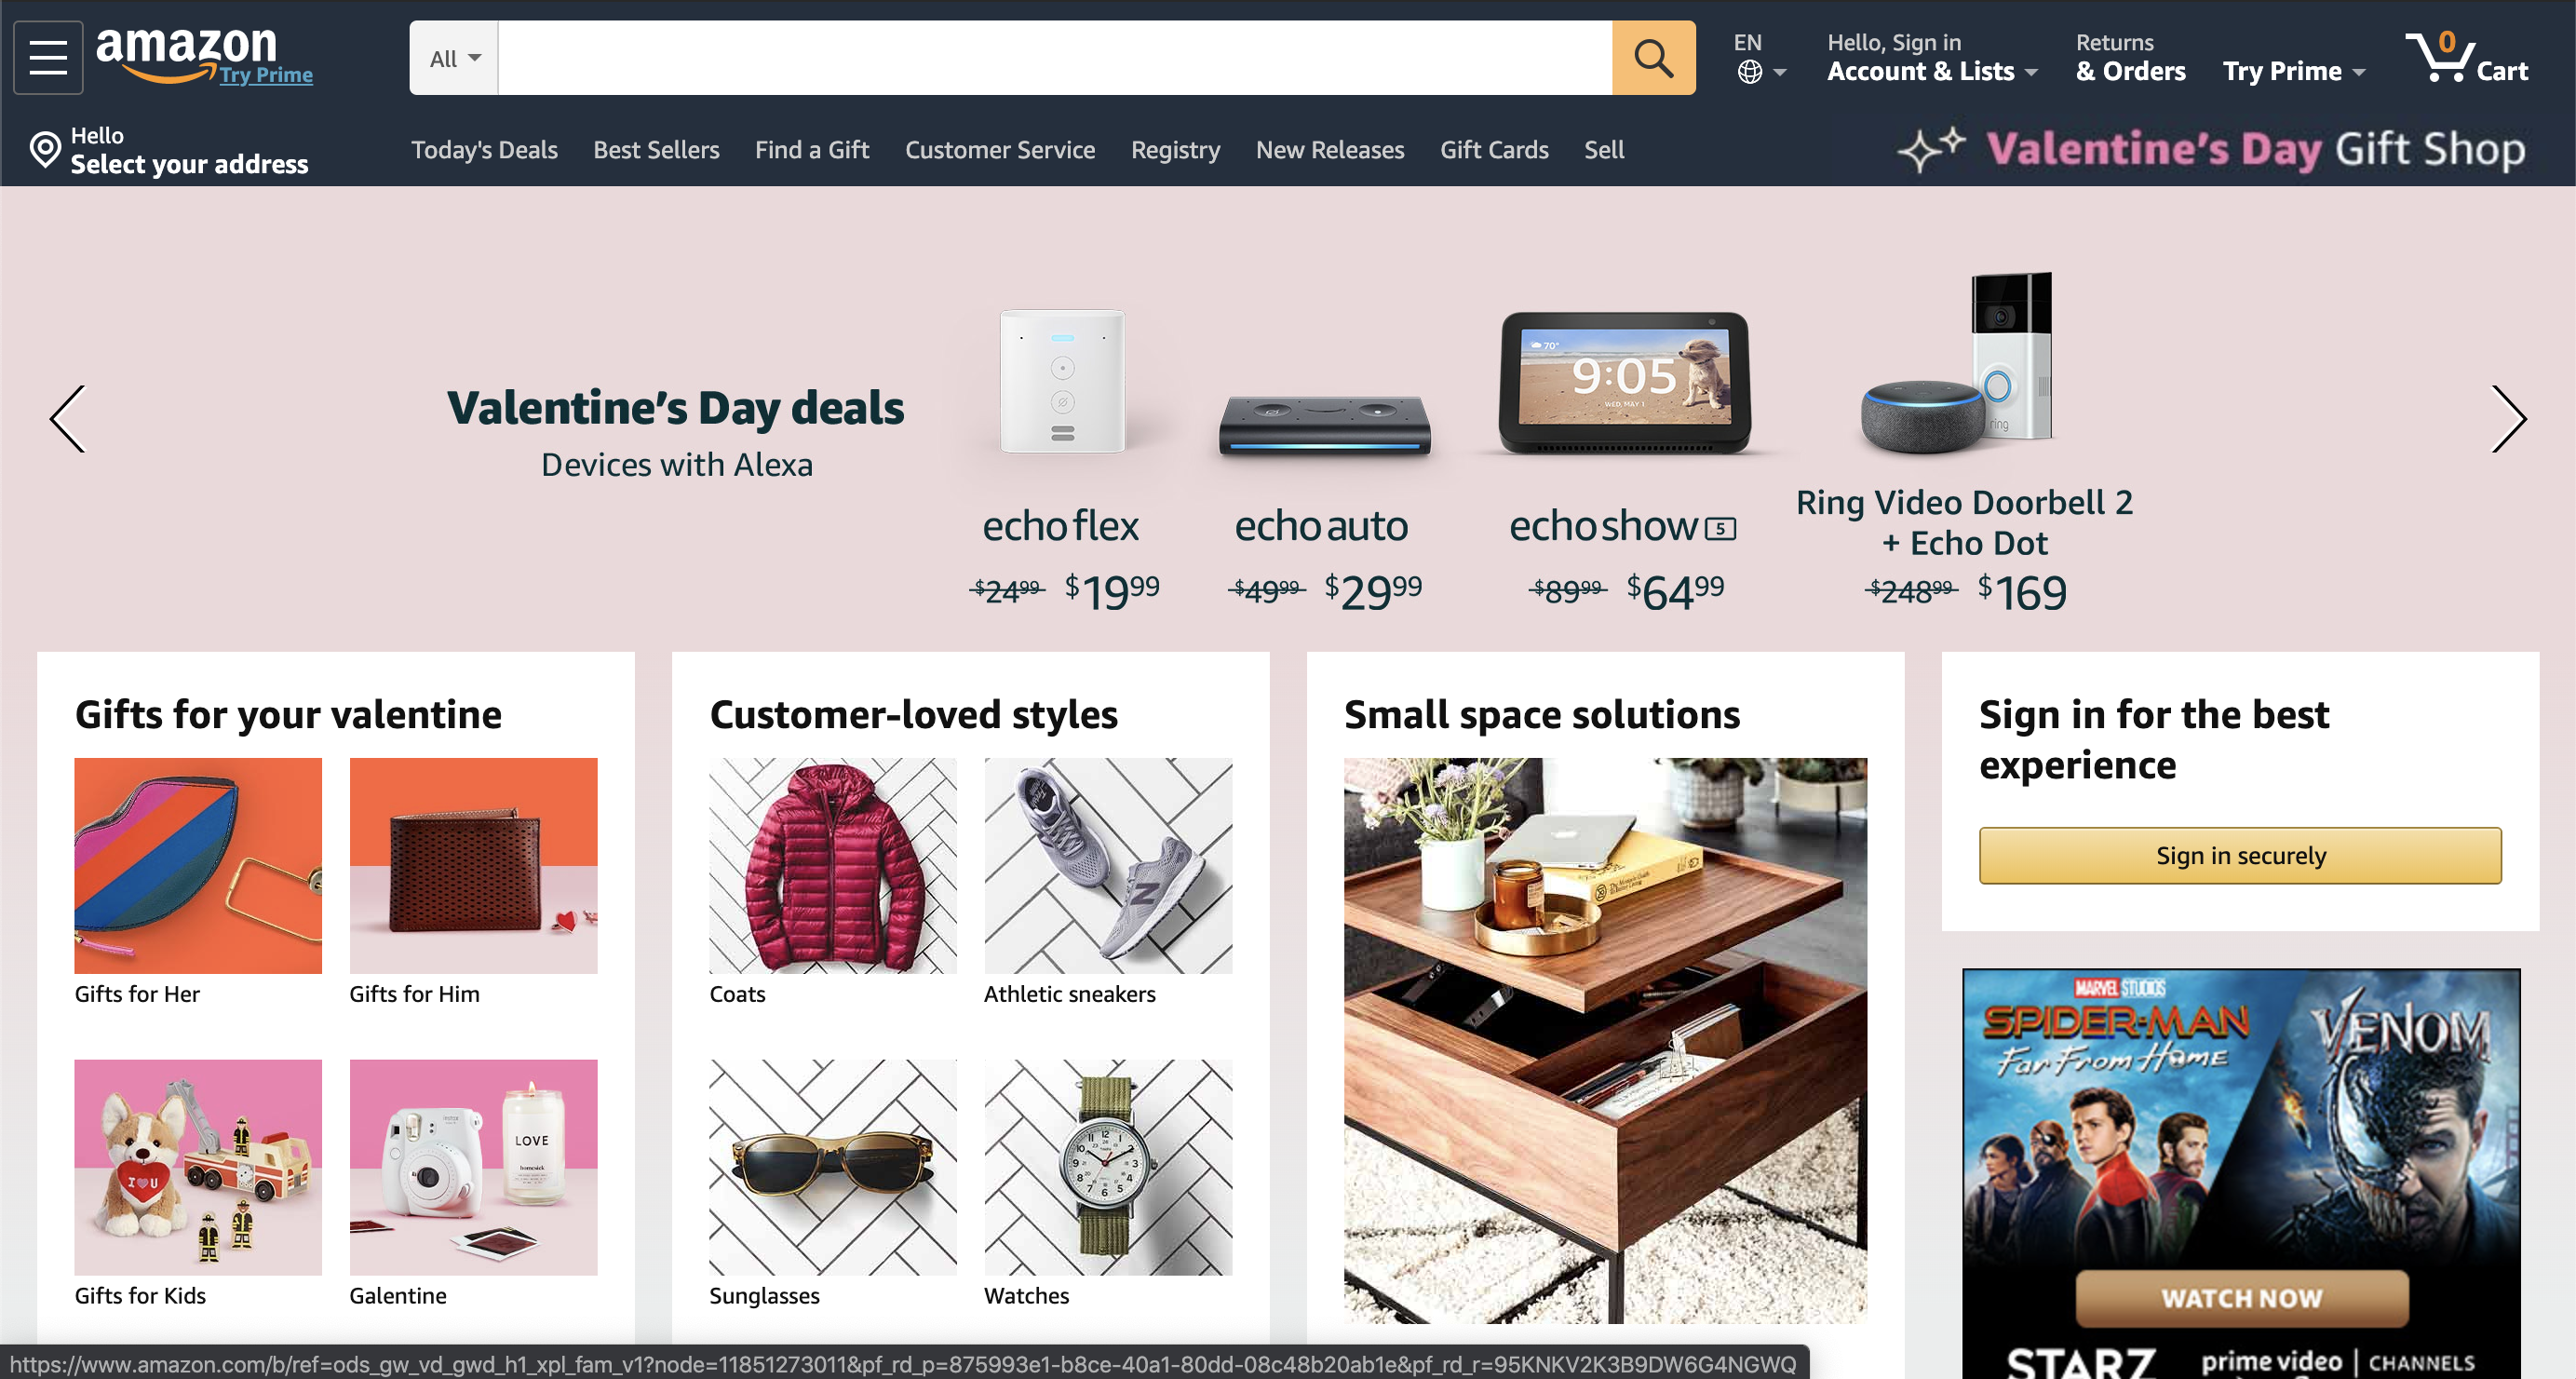 amazon
Try Prime
All
EN
Hello, Sign in
Account & Lists
Returns
& Orders
Try Prime
0
Cart
Hello
Select your address
Today's Deals
Best Sellers
Find a Gift
Customer Service
Registry
New Releases
Gift Cards
Sell
Valentine's Day Gift Shop
Valentine's Day deals
Devices with Alexa
70°
9:05
WED, MAY 1
ring
echo flex
$24.99 $19.99
echo auto
$49.99 $29.99
echo show 5
$89.99 $64.99
Ring Video Doorbell 2
+ Echo Dot
$248.99 $169
Gifts for your valentine
Gifts for Her
Gifts for Him
I ♥ U
instax
LOVE
homesick
Gifts for Kids
Galentine
Customer-loved styles
N
Coats
Athletic sneakers
Sunglasses
Watches
Small space solutions
Sign in for the best
experience
Sign in securely
MARVEL STUDIOS
SPIDER-MAN
Far From Home
VENOM
WATCH NOW
STARZ
prime video | CHANNELS
https://www.amazon.com/b/ref=ods_gw_vd_gwd_h1_xpl_fam_v1?node=11851273011&pf_rd_p=875993e1-b8ce-40a1-80dd-08c48b20ab1e&pf_rd_r=95KNKV2K3B9DW6G4NGWQ